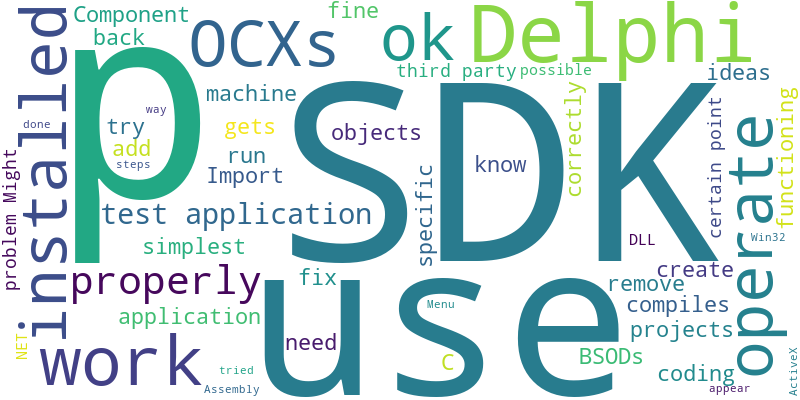 Component
back
installed
p
OCXs
fine
ok
Delphi
third party
possible
ideas
machine
SDK
way
done
try
add
steps
gets
run
Import
objects
know
correctly
certain point
functioning
operate
problem Might
test application
specific
DLL
Win32
simplest
properly
fix
use
create
remove
compiles
application
projects
Menu
NET
work
need
C
BSODs
coding
tried
Assembly
appear
ActiveX